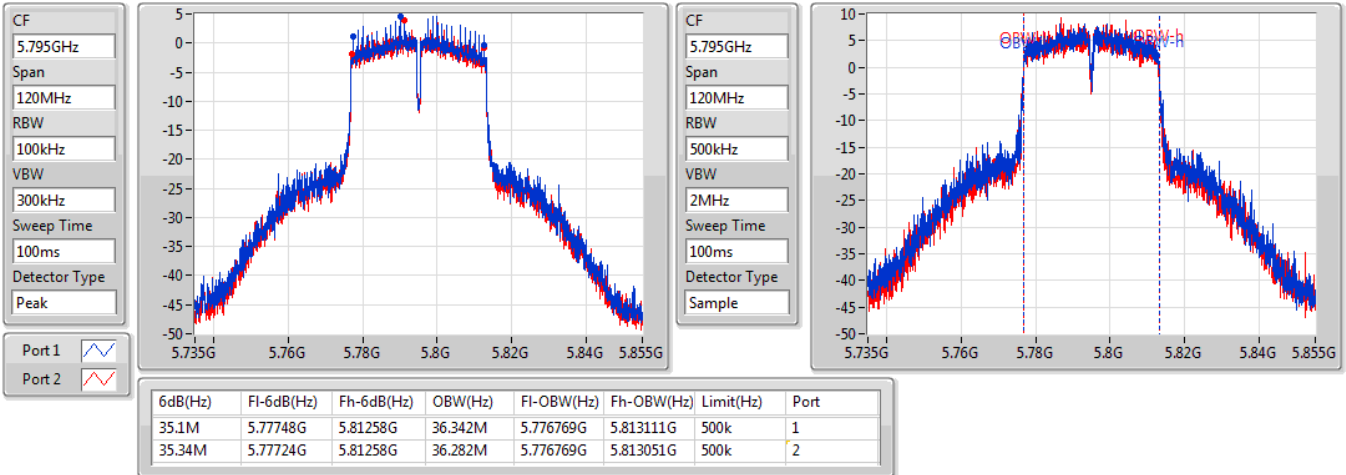 CF
5.795GHz
Span
120MHz
RBW
100kHz
VBW
300kHz
Sweep Time
100ms
Detector Type
Peak
Port 1
Port 2
5
0
-5
-10
-15
-20
-25
-30
-35
-40
-45
-50
5.735G 5.76G 5.78G 5.8G 5.82G 5.84G 5.855G
CF
5.795GHz
Span
120MHz
RBW
500kHz
VBW
2MHz
Sweep Time
100ms
Detector Type
Sample
10
5
0
-5
-10
-15
-20
-25
-30
-35
-40
-45
-50
5.735G 5.76G 5.78G 5.8G 5.82G 5.84G 5.855G
6dB(Hz) Fl-6dB(Hz) Fh-6dB(Hz) OBW(Hz) Fl-OBW(Hz) Fh-OBW(Hz) Limit(Hz) Port
35.1M 5.77748G 5.81258G 36.342M 5.776769G 5.813111G 500k 1
35.34M 5.77724G 5.81258G 36.282M 5.776769G 5.813051G 500k 2